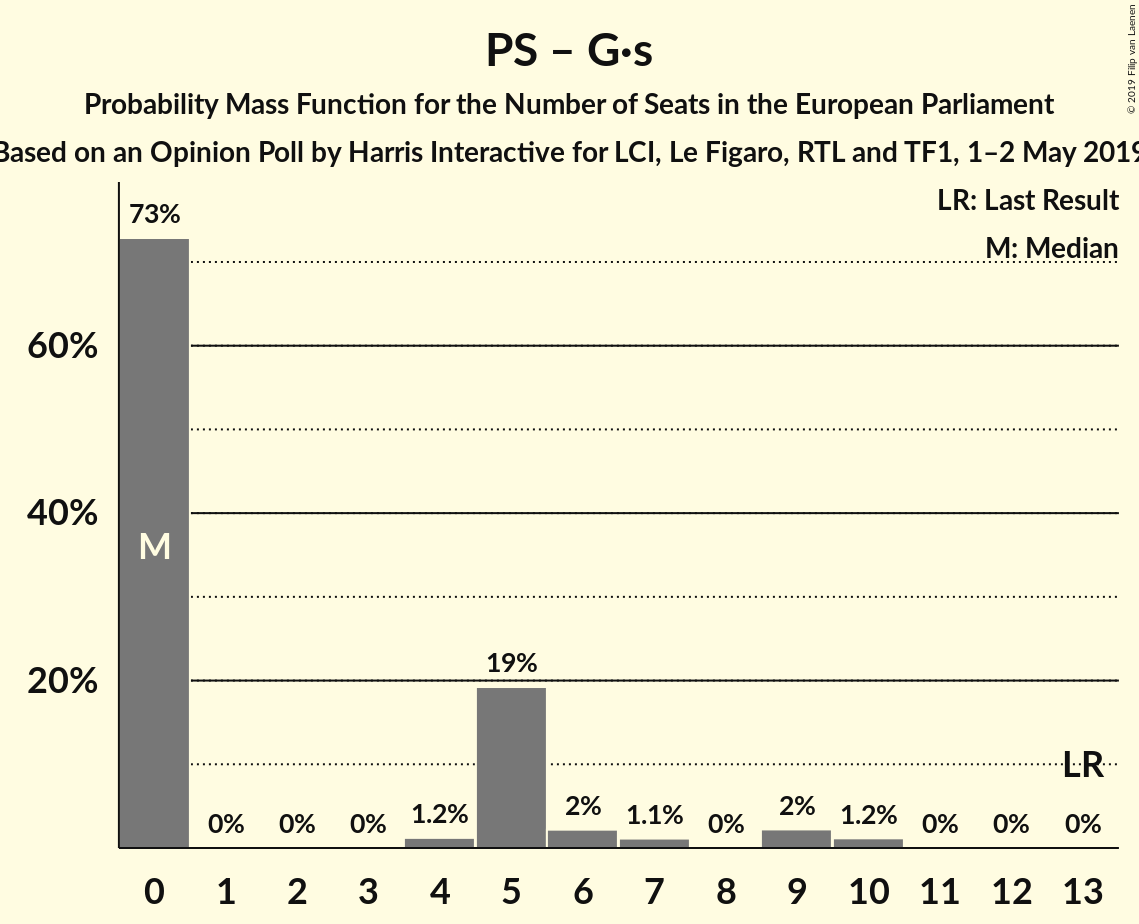 PS – G·s
Probability Mass Function for the Number of Seats in the European Parliament
Based on an Opinion Poll by Harris Interactive for LCI, Le Figaro, RTL and TF1, 1–2 May 2019
© 2019 Filip van Laenen
LR: Last Result
M: Median
73%
60%
40%
M
19%
20%
LR
1.2%
2%
1.1%
2%
1.2%
0%
0%
0%
0%
0%
0%
0%
0 1 2 3 4 5 6 7 8 9 10 11 12 13